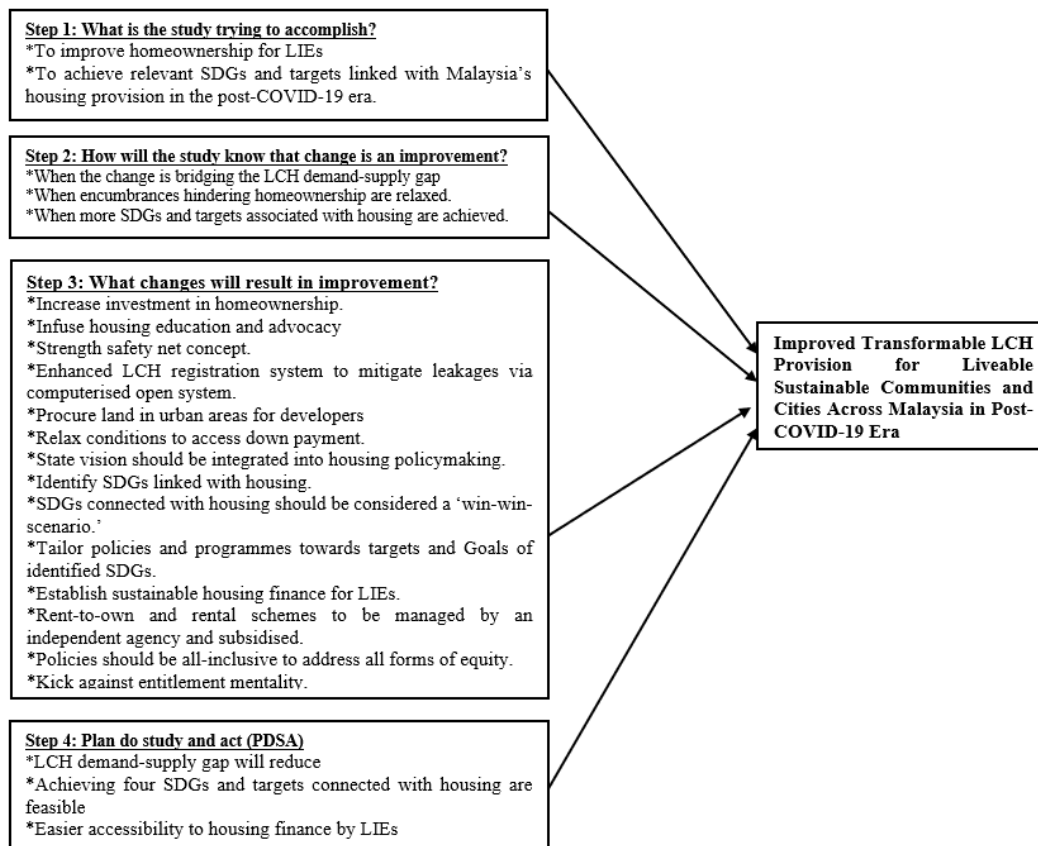 Step 1: What is the study trying to accomplish?
*To improve homeownership for LIEs
*To achieve relevant SDGs and targets linked with Malaysia's
housing provision in the post-COVID-19 era.
Step 2: How will the study know that change is an improvement?
*When the change is bridging the LCH demand-supply gap
*When encumbrances hindering homeownership are relaxed.
*When more SDGs and targets associated with housing are achieved.
Step 3: What changes will result in improvement?
*Increase investment in homeownership.
*Infuse housing education and advocacy
*Strength safety net concept.
*Enhanced LCH registration system to mitigate leakages via
computerised open system.
*Procure land in urban areas for developers
*Relax conditions to access down payment.
*State vision should be integrated into housing policymaking.
*Identify SDGs linked with housing.
*SDGs connected with housing should be considered a 'win-win-
scenario.'
*Tailor policies and programmes towards targets and Goals of
identified SDGs.
*Establish sustainable housing finance for LIEs.
*Rent-to-own and rental schemes to be managed by an
independent agency and subsidised.
*Policies should be all-inclusive to address all forms of equity.
*Kick against entitlement mentality.
Step 4: Plan do study and act (PDSA)
*LCH demand-supply gap will reduce
*Achieving four SDGs and targets connected with housing are
feasible
*Easier accessibility to housing finance by LIEs
Improved Transformable LCH
Provision for Liveable
Sustainable Communities and
Cities Across Malaysia in Post-
COVID-19 Era